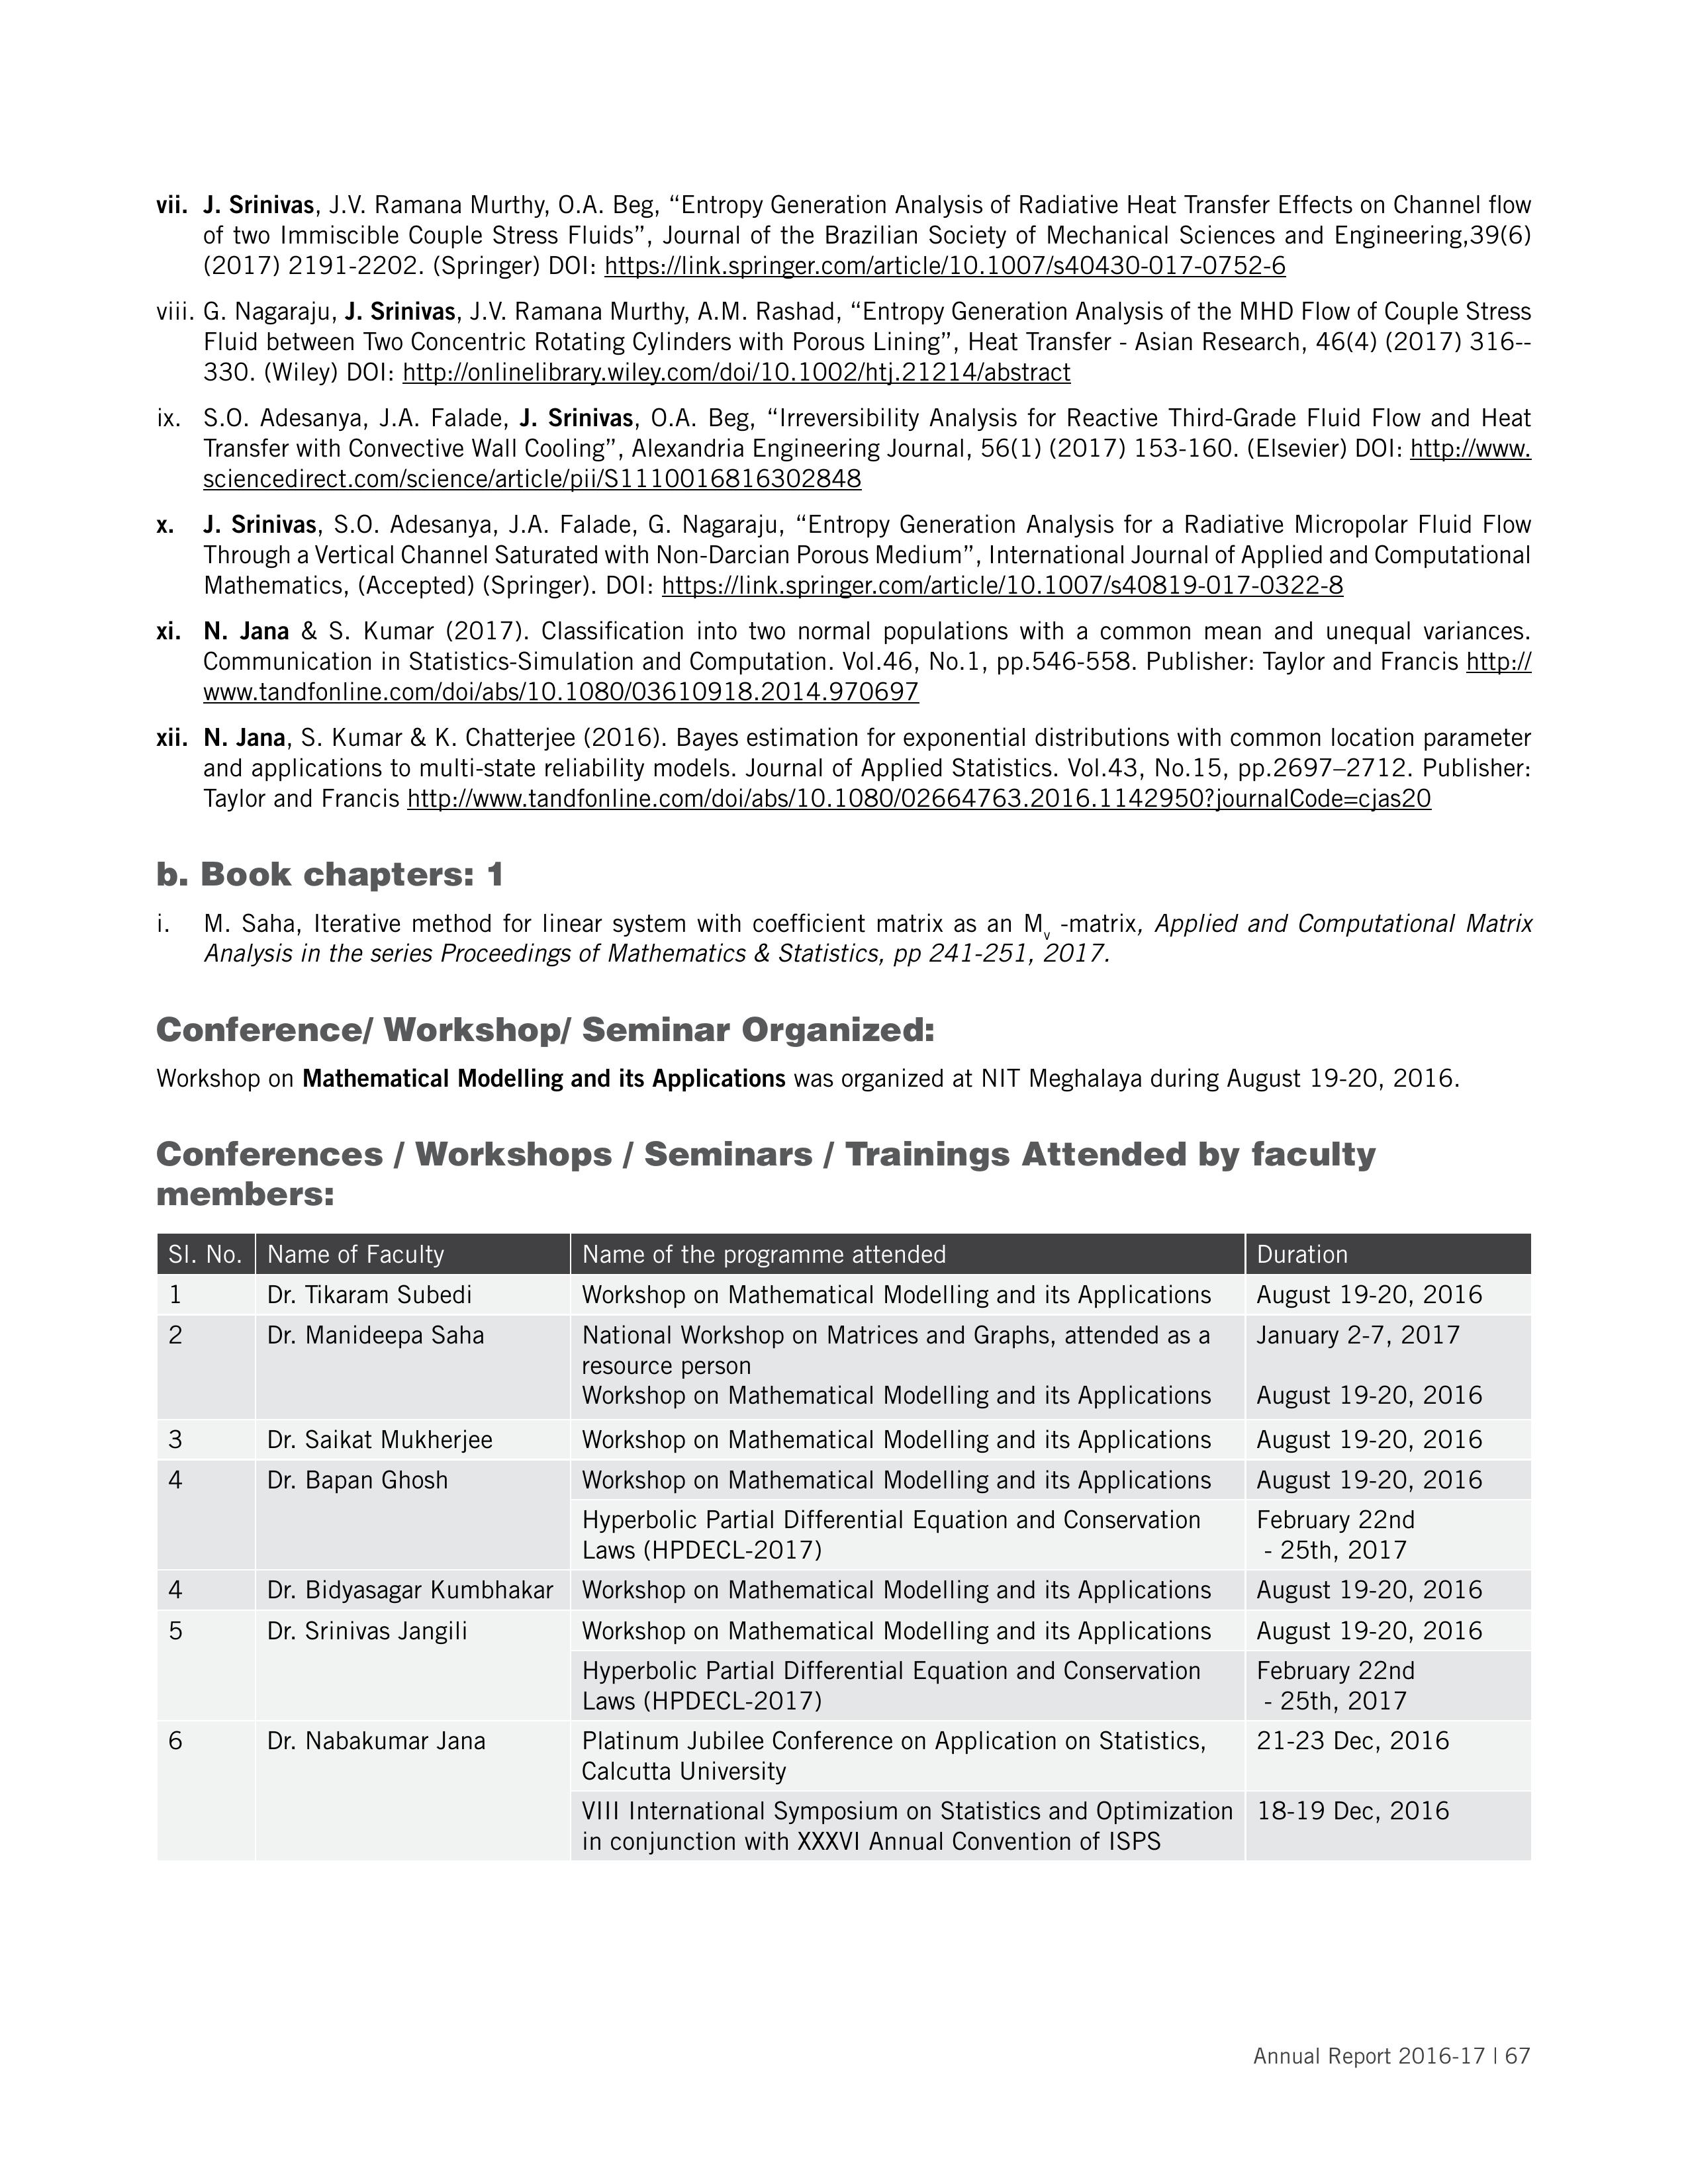 vii. J. Srinivas, J.V. Ramana Murthy, O.A. Beg, “Entropy Generation Analysis of Radiative Heat Transfer Effects on Channel flow
of two Immiscible Couple Stress Fluids”, Journal of the Brazilian Society of Mechanical Sciences and Engineering,39(6)
(2017) 2191-2202. (Springer) DOI: https://link.springer.com/article/10.1007/s40430-017-0752-6
viii. G. Nagaraju, J. Srinivas, J.V. Ramana Murthy, A.M. Rashad, “Entropy Generation Analysis of the MHD Flow of Couple Stress
Fluid between Two Concentric Rotating Cylinders with Porous Lining”, Heat Transfer - Asian Research, 46(4) (2017) 316--
330. (Wiley) DOI: http://onlinelibrary.wiley.com/doi/10.1002/htj.21214/abstract
ix. S.O. Adesanya, J.A. Falade, J. Srinivas, O.A. Beg, “Irreversibility Analysis for Reactive Third-Grade Fluid Flow and Heat
Transfer with Convective Wall Cooling”, Alexandria Engineering Journal, 56(1) (2017) 153-160. (Elsevier) DOI: http://www.
sciencedirect.com/science/article/pii/S1110016816302848
x. J. Srinivas, S.O. Adesanya, J.A. Falade, G. Nagaraju, “Entropy Generation Analysis for a Radiative Micropolar Fluid Flow
Through a Vertical Channel Saturated with Non-Darcian Porous Medium”, International Journal of Applied and Computational
Mathematics, (Accepted) (Springer). DOI: https://link.springer.com/article/10.1007/s40819-017-0322-8
xi. N. Jana & S. Kumar (2017). Classification into two normal populations with a common mean and unequal variances.
Communication in Statistics-Simulation and Computation. Vol.46, No.1, pp.546-558. Publisher: Taylor and Francis http://
www.tandfonline.com/doi/abs/10.1080/03610918.2014.970697
xii. N. Jana, S. Kumar & K. Chatterjee (2016). Bayes estimation for exponential distributions with common location parameter
and applications to multi-state reliability models. Journal of Applied Statistics. Vol.43, No.15, pp.2697–2712. Publisher:
Taylor and Francis http://www.tandfonline.com/doi/abs/10.1080/02664763.2016.1142950?journalCode=cjas20
b. Book chapters: 1
i. M. Saha, Iterative method for linear system with coefficient matrix as an Mv -matrix, Applied and Computational Matrix
Analysis in the series Proceedings of Mathematics & Statistics, pp 241-251, 2017.
Conference/ Workshop/ Seminar Organized:
Workshop on Mathematical Modelling and its Applications was organized at NIT Meghalaya during August 19-20, 2016.
Conferences / Workshops / Seminars / Trainings Attended by faculty
members:
Sl. No. Name of Faculty Name of the programme attended Duration
1 Dr. Tikaram Subedi Workshop on Mathematical Modelling and its Applications August 19-20, 2016
2 Dr. Manideepa Saha National Workshop on Matrices and Graphs, attended as a January 2-7, 2017
resource person
Workshop on Mathematical Modelling and its Applications August 19-20, 2016
3 Dr. Saikat Mukherjee Workshop on Mathematical Modelling and its Applications August 19-20, 2016
4 Dr. Bapan Ghosh Workshop on Mathematical Modelling and its Applications August 19-20, 2016
Hyperbolic Partial Differential Equation and Conservation February 22nd
Laws (HPDECL-2017) - 25th, 2017
4 Dr. Bidyasagar Kumbhakar Workshop on Mathematical Modelling and its Applications August 19-20, 2016
5 Dr. Srinivas Jangili Workshop on Mathematical Modelling and its Applications August 19-20, 2016
Hyperbolic Partial Differential Equation and Conservation February 22nd
Laws (HPDECL-2017) - 25th, 2017
6 Dr. Nabakumar Jana Platinum Jubilee Conference on Application on Statistics, 21-23 Dec, 2016
Calcutta University
VIII International Symposium on Statistics and Optimization 18-19 Dec, 2016
in conjunction with XXXVI Annual Convention of ISPS
Annual Report 2016-17 | 67